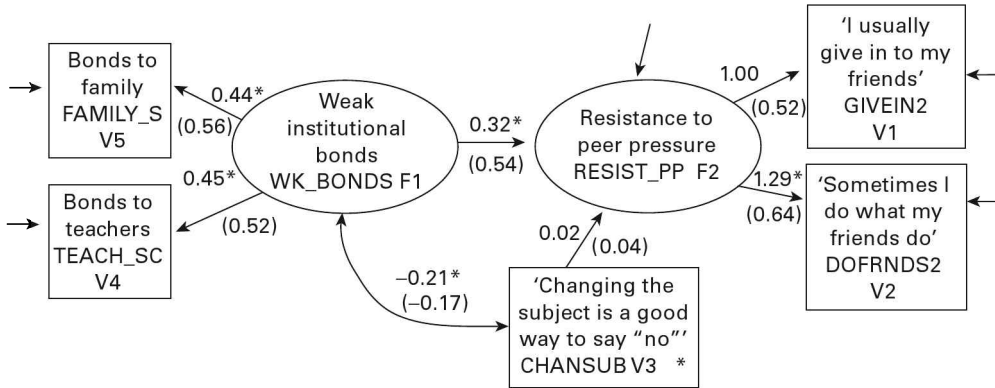 Bonds to
family
FAMILY_S
V5
0.44*
(0.56)
Weak
institutional
bonds
WK_BONDS F1
0.32*
(0.54)
Resistance to
peer pressure
RESIST_PP F2
1.00
(0.52)
'I usually
give in to my
friends'
GIVEIN2
V1
Bonds to
teachers
TEACH_SC
V4
0.45*
(0.52)
1.29*
(0.64)
'Sometimes I
do what my
friends do'
DOFRNDS2
V2
0.02
(0.04)
−0.21*
(−0.17)
'Changing the
subject is a good
way to say "no"'
CHANSUB V3 *